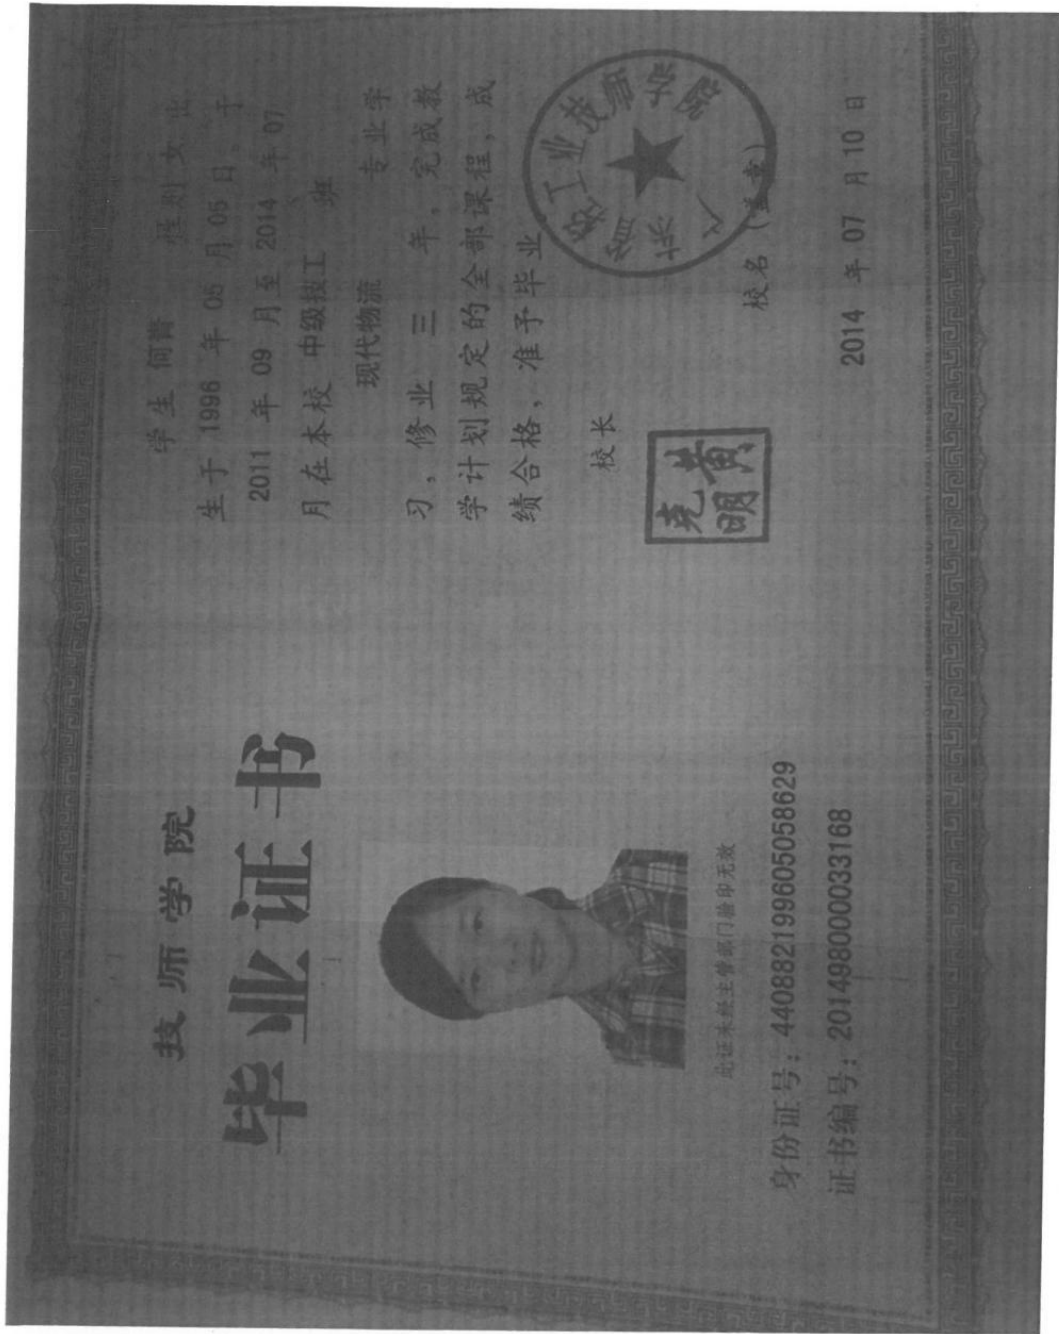 技师学院
毕业证书
此证未经主管部门验印无效
身份证号：440882199605058629
证书编号：2014980000033168
学生 何菁 性别 女 出
生于 1996 年 05 月 05 日，于
2011 年 09 月至 2014 年 07
月在本校 中级技工 班
现代物流 专业学
习，修业 三 年，完成教
学计划规定的全部课程，成
绩合格，准予毕业
校长
黄克明
校名（盖章）
2014 年 07 月 10 日